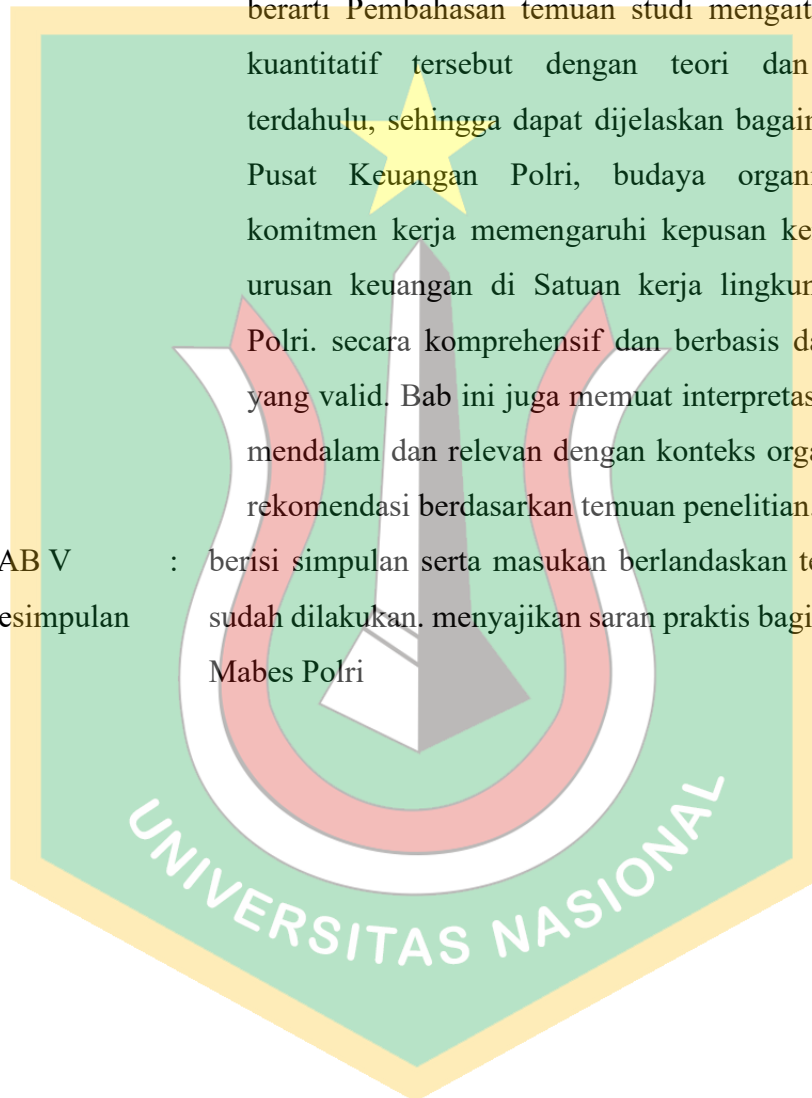 berarti Pembahasan temuan studi mengait
kuantitatif tersebut dengan teori dan
terdahulu, sehingga dapat dijelaskan bagain
Pusat Keuangan Polri, budaya organ
komitmen kerja memengaruhi kepusan ke
urusan keuangan di Satuan kerja lingkun
Polri. secara komprehensif dan berbasis da
yang valid. Bab ini juga memuat interpretas
mendalam dan relevan dengan konteks orga
rekomendasi berdasarkan temuan penelitian.
AB V : berisi simpulan serta masukan berlandaskan te
esimpulan sudah dilakukan. menyajikan saran praktis bagi
Mabes Polri
UNIVERSITAS NASIONAL